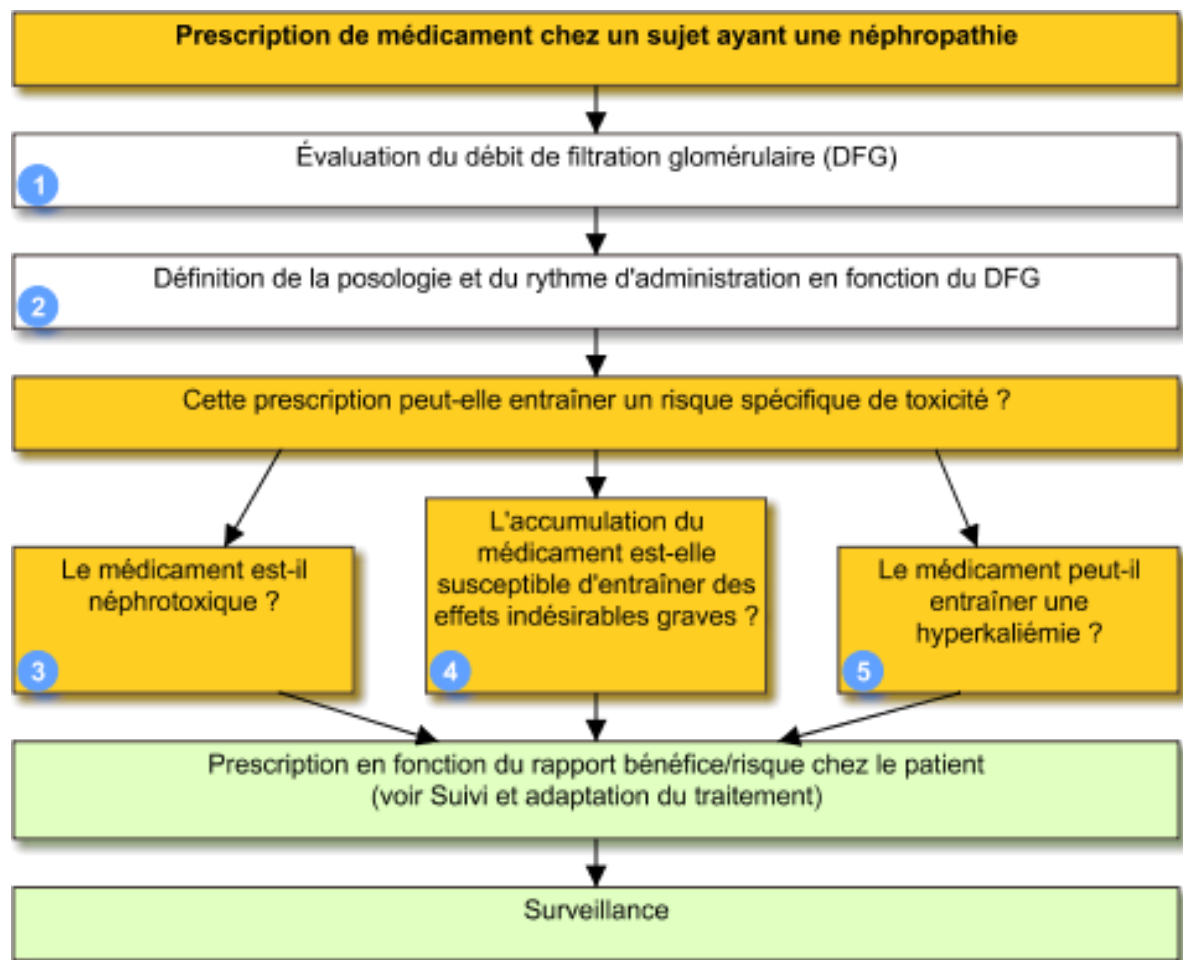 Prescription de médicament chez un sujet ayant une néphropathie
Évaluation du débit de filtration glomérulaire (DFG)
1
Définition de la posologie et du rythme d'administration en fonction du DFG
2
Cette prescription peut-elle entraîner un risque spécifique de toxicité ?
Le médicament est-il
néphrotoxique ?
3
L'accumulation du
médicament est-elle
susceptible d'entraîner des
effets indésirables graves ?
4
Le médicament peut-il
entraîner une
hyperkaliémie ?
5
Prescription en fonction du rapport bénéfice/risque chez le patient
(voir Suivi et adaptation du traitement)
Surveillance